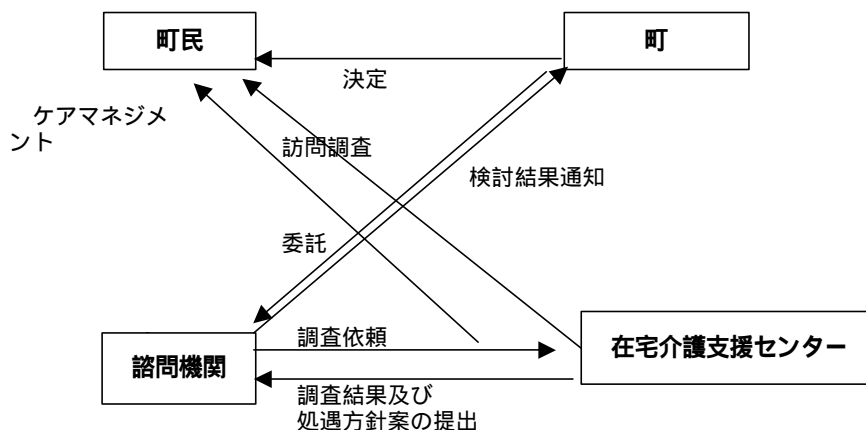 町民
町
決定
ケアマネジメ
ント
訪問調査
検討結果通知
委託
調査依頼
在宅介護支援センター
諮問機関
調査結果及び
処遇方針案の提出